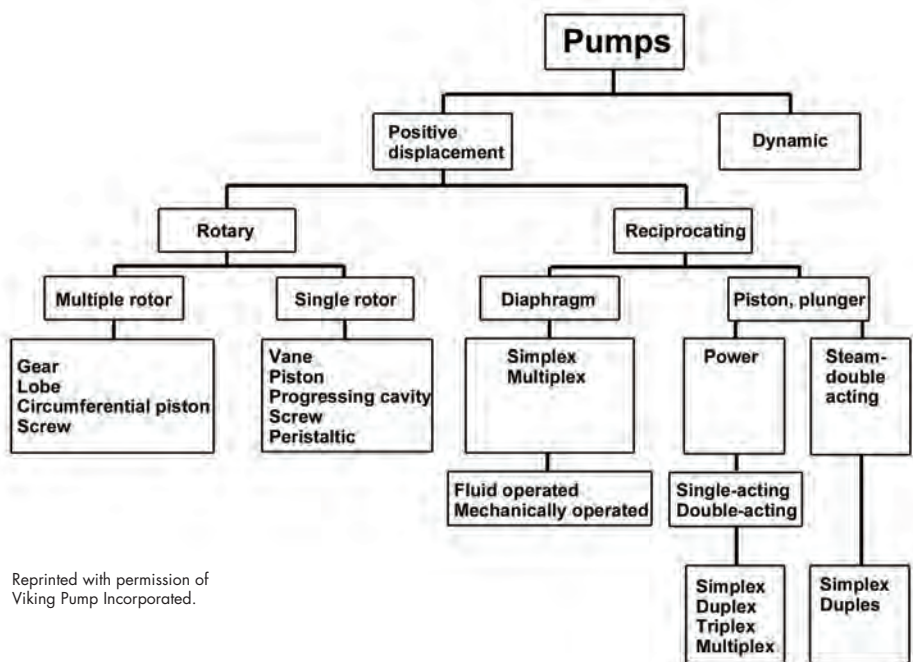 Pumps
Positive
displacement
Dynamic
Rotary
Reciprocating
Multiple rotor
Single rotor
Diaphragm
Piston, plunger
Gear
Lobe
Circumferential piston
Screw
Vane
Piston
Progressing cavity
Screw
Peristaltic
Simplex
Multiplex
Power
Steam-
double
acting
Fluid operated
Mechanically operated
Single-acting
Double-acting
Simplex
Duplex
Triplex
Multiplex
Simplex
Duples
Reprinted with permission of
Viking Pump Incorporated.